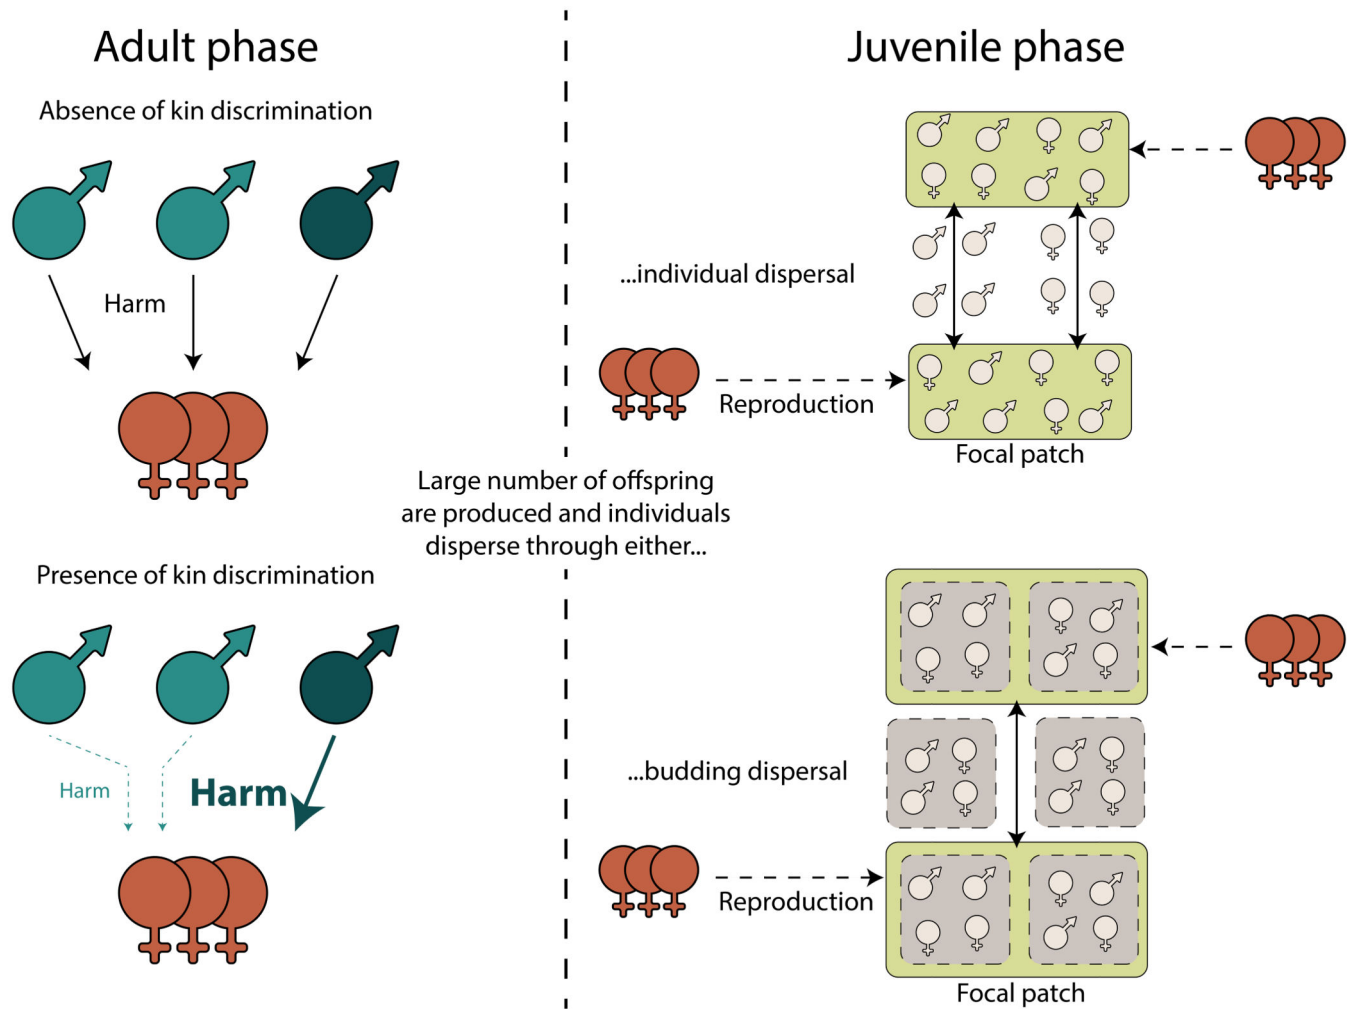 Adult phase
Absence of kin discrimination
Harm
Presence of kin discrimination
Harm
Harm
Large number of offspring
are produced and individuals
disperse through either...
Juvenile phase
...individual dispersal
Reproduction
Focal patch
...budding dispersal
Reproduction
Focal patch